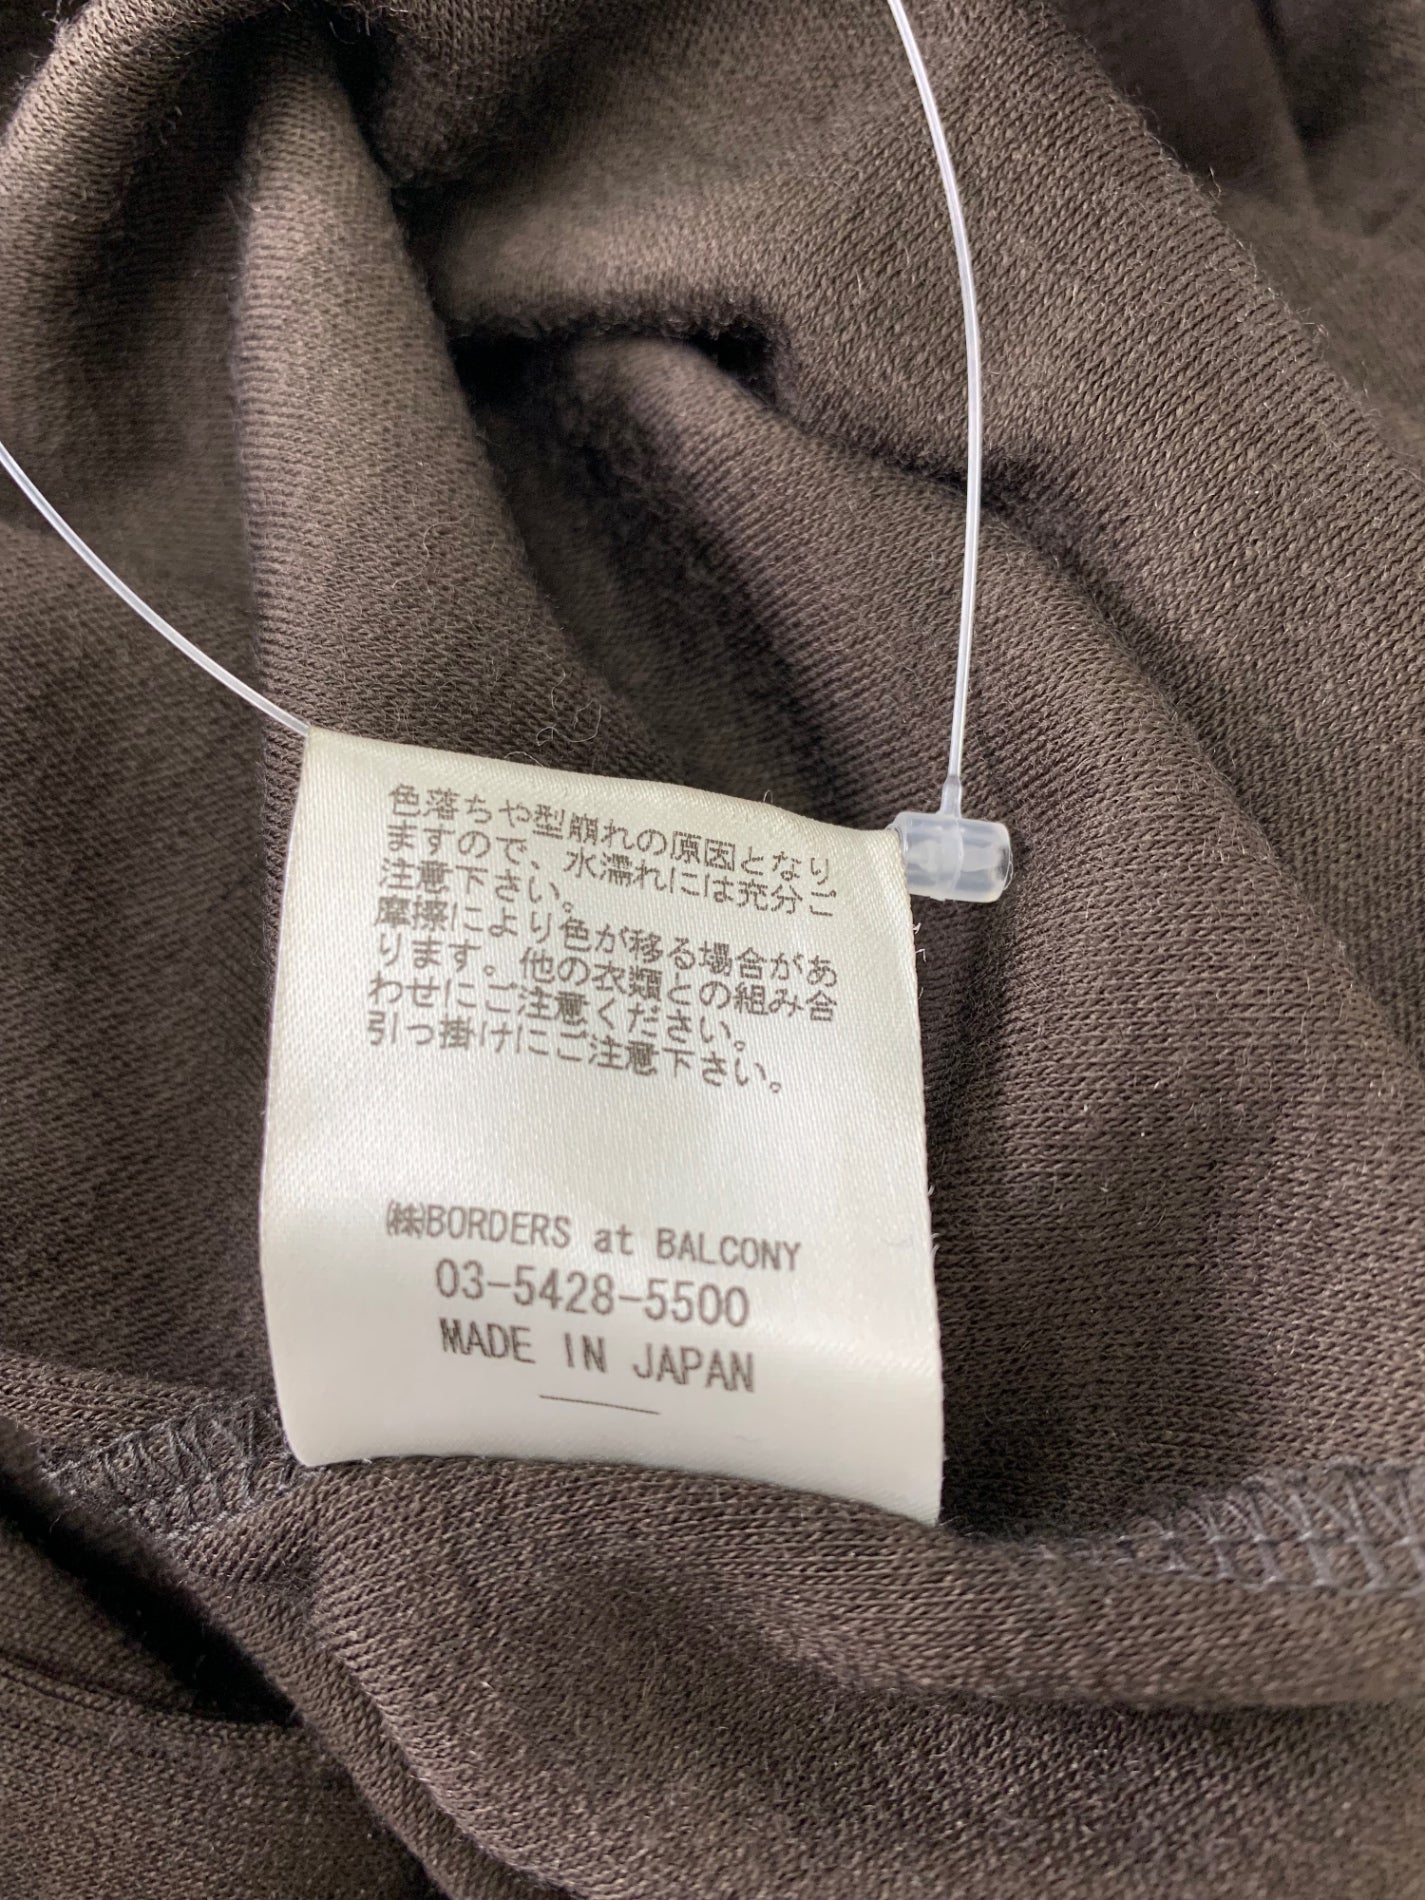 色落ちや型崩れの原因となり
ますので、水濡れには充分ご
注意下さい。
摩擦により色が移る場合があ
ります。他の衣類との組み合
わせにご注意ください。
引っ掛けにご注意下さい。
㈱BORDERS at BALCONY
03-5428-5500
MADE IN JAPAN